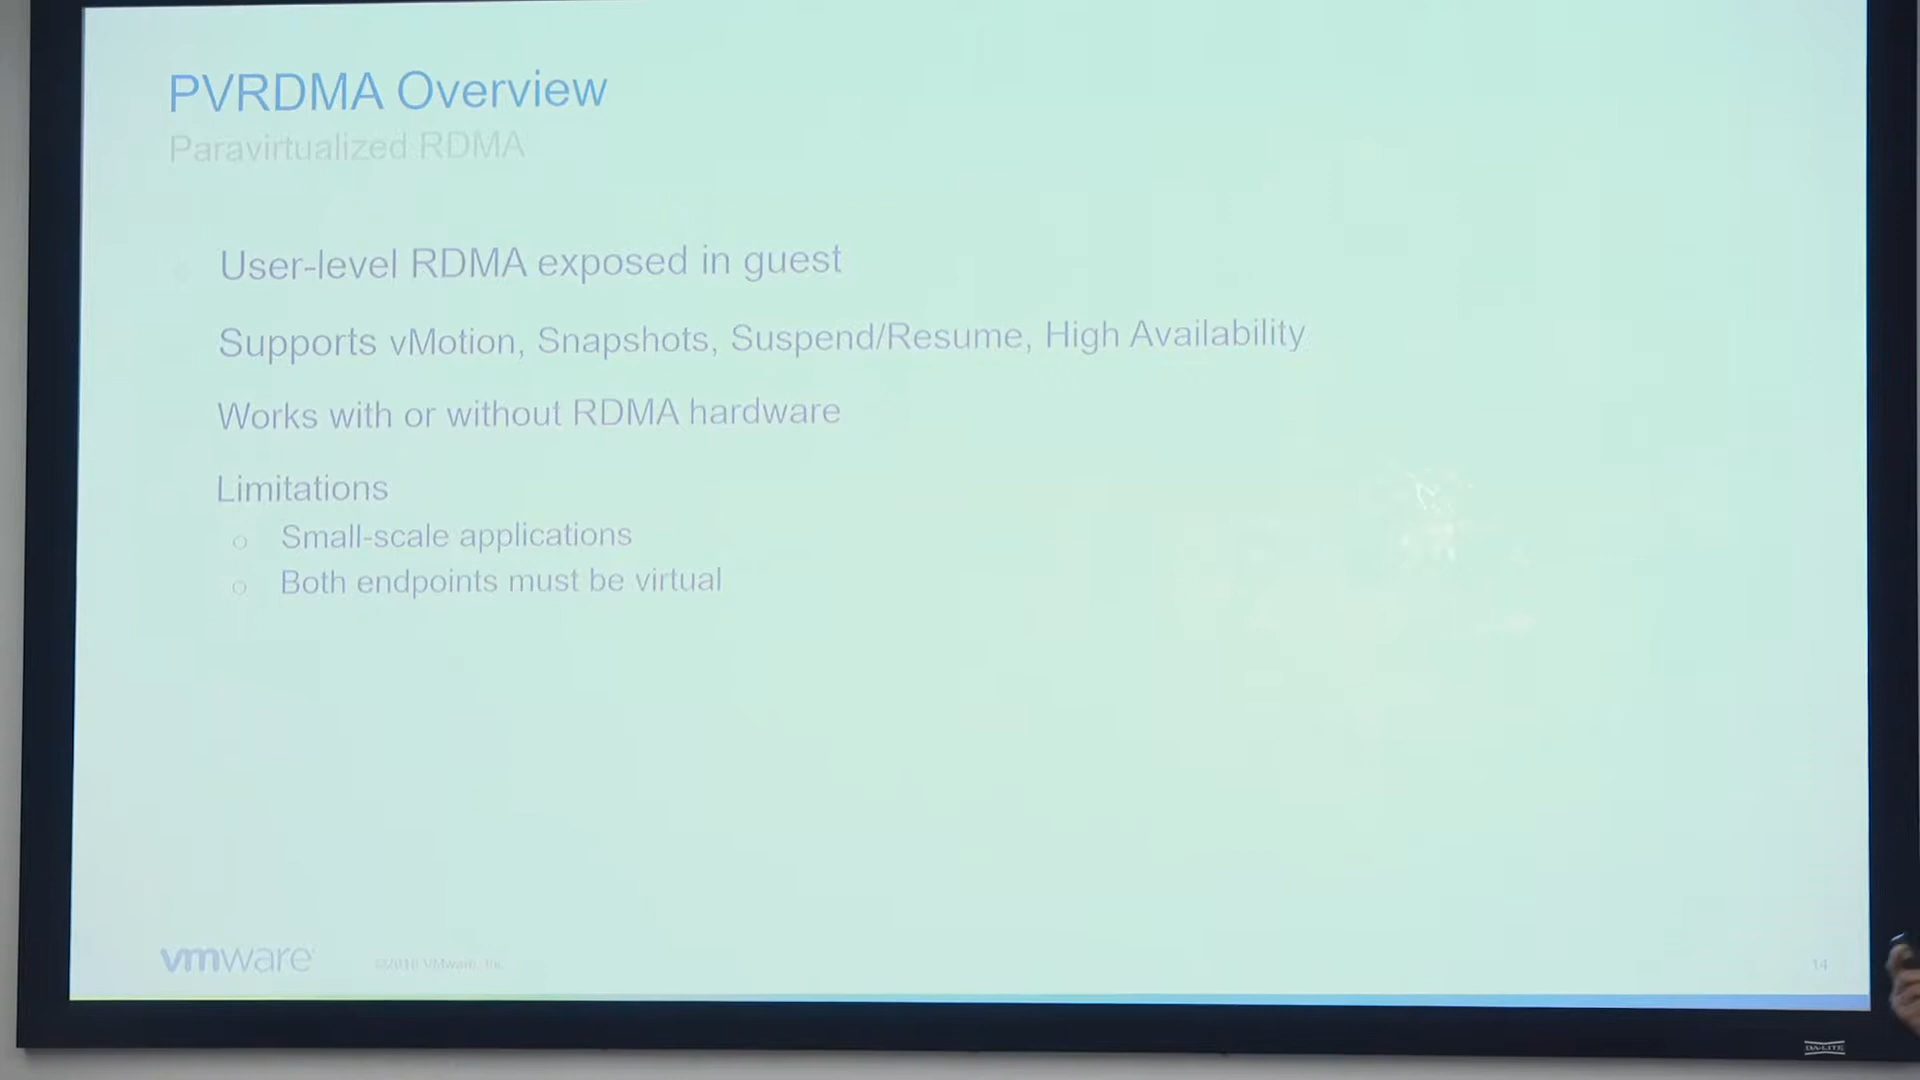 PVRDMA Overview
Paravirtualized RDMA
User-level RDMA exposed in guest
Supports vMotion, Snapshots, Suspend/Resume, High Availability
Works with or without RDMA hardware
Limitations
○ Small-scale applications
○ Both endpoints must be virtual
vmware
VMware, Inc.
14
DA-LITE